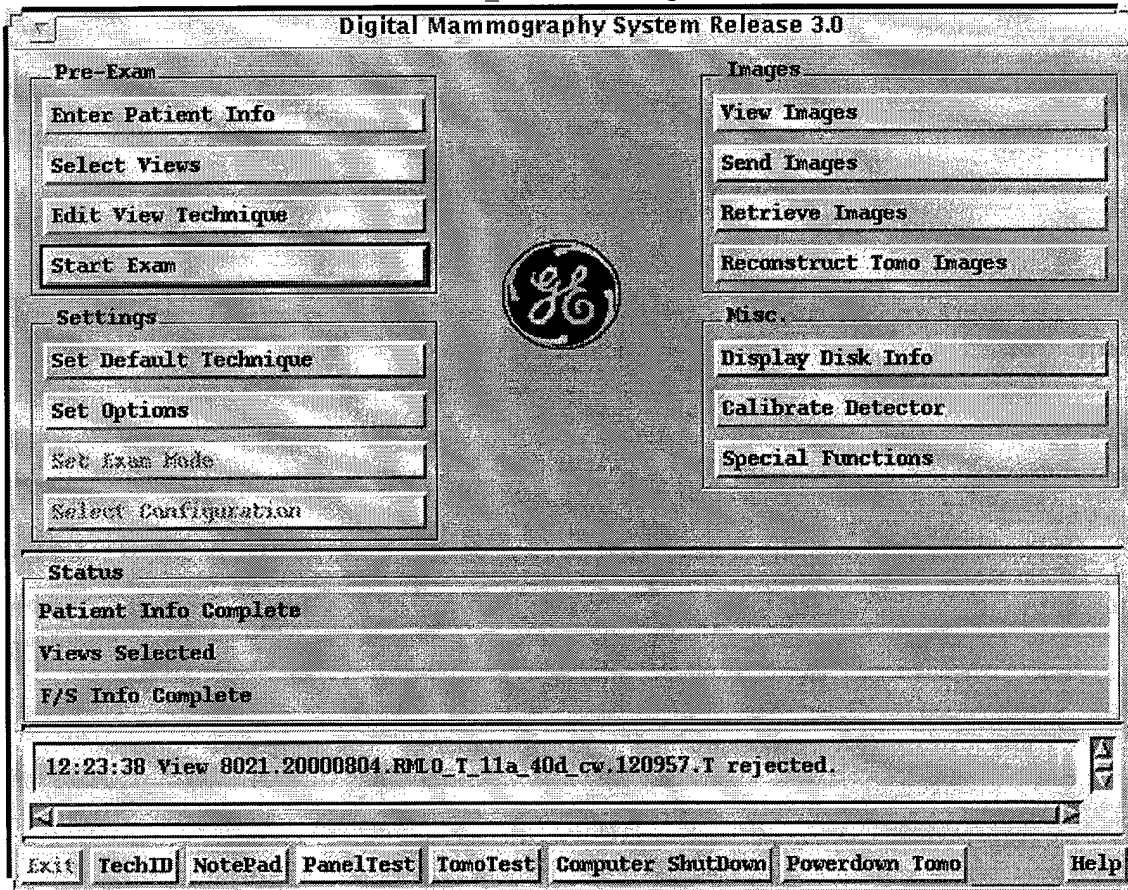 Digital Mammography System Release 3.0
Pre-Exam
Enter Patient Info
Select Views
Edit View Technique
Start Exam
Settings
Set Default Technique
Set Options
Set Exam Mode
Select Configuration
Images
View Images
Send Images
Retrieve Images
Reconstruct Tomo Images
Misc.
Display Disk Info
Calibrate Detector
Special Functions
GE
Status
Patient Info Complete
Views Selected
F/S Info Complete
12:23:38 View 8021.20000804.RMLO_T_11a_40d_cw.120957.T rejected.
Exit TechID NotePad PanelTest TomoTest Computer ShutDown Powerdown Tomo Help